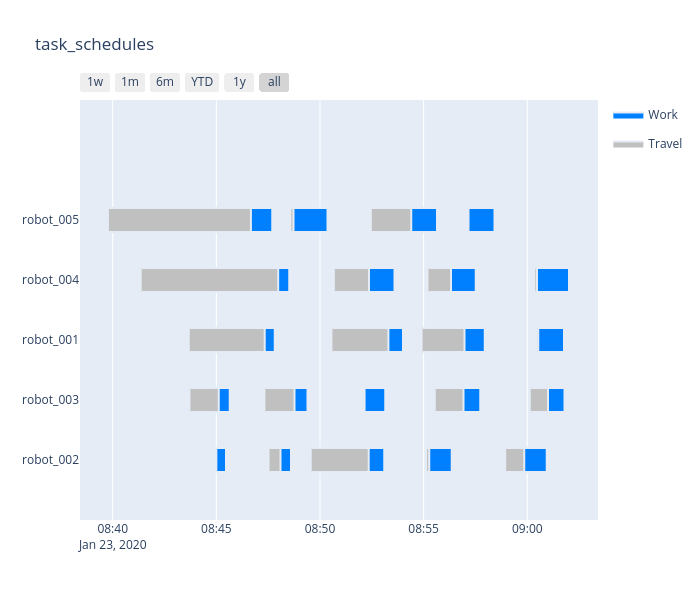 task_schedules
1w 1m 6m YTD 1y all
Work
Travel
robot_005
robot_004
robot_001
robot_003
robot_002
08:40 08:45 08:50 08:55 09:00
Jan 23, 2020